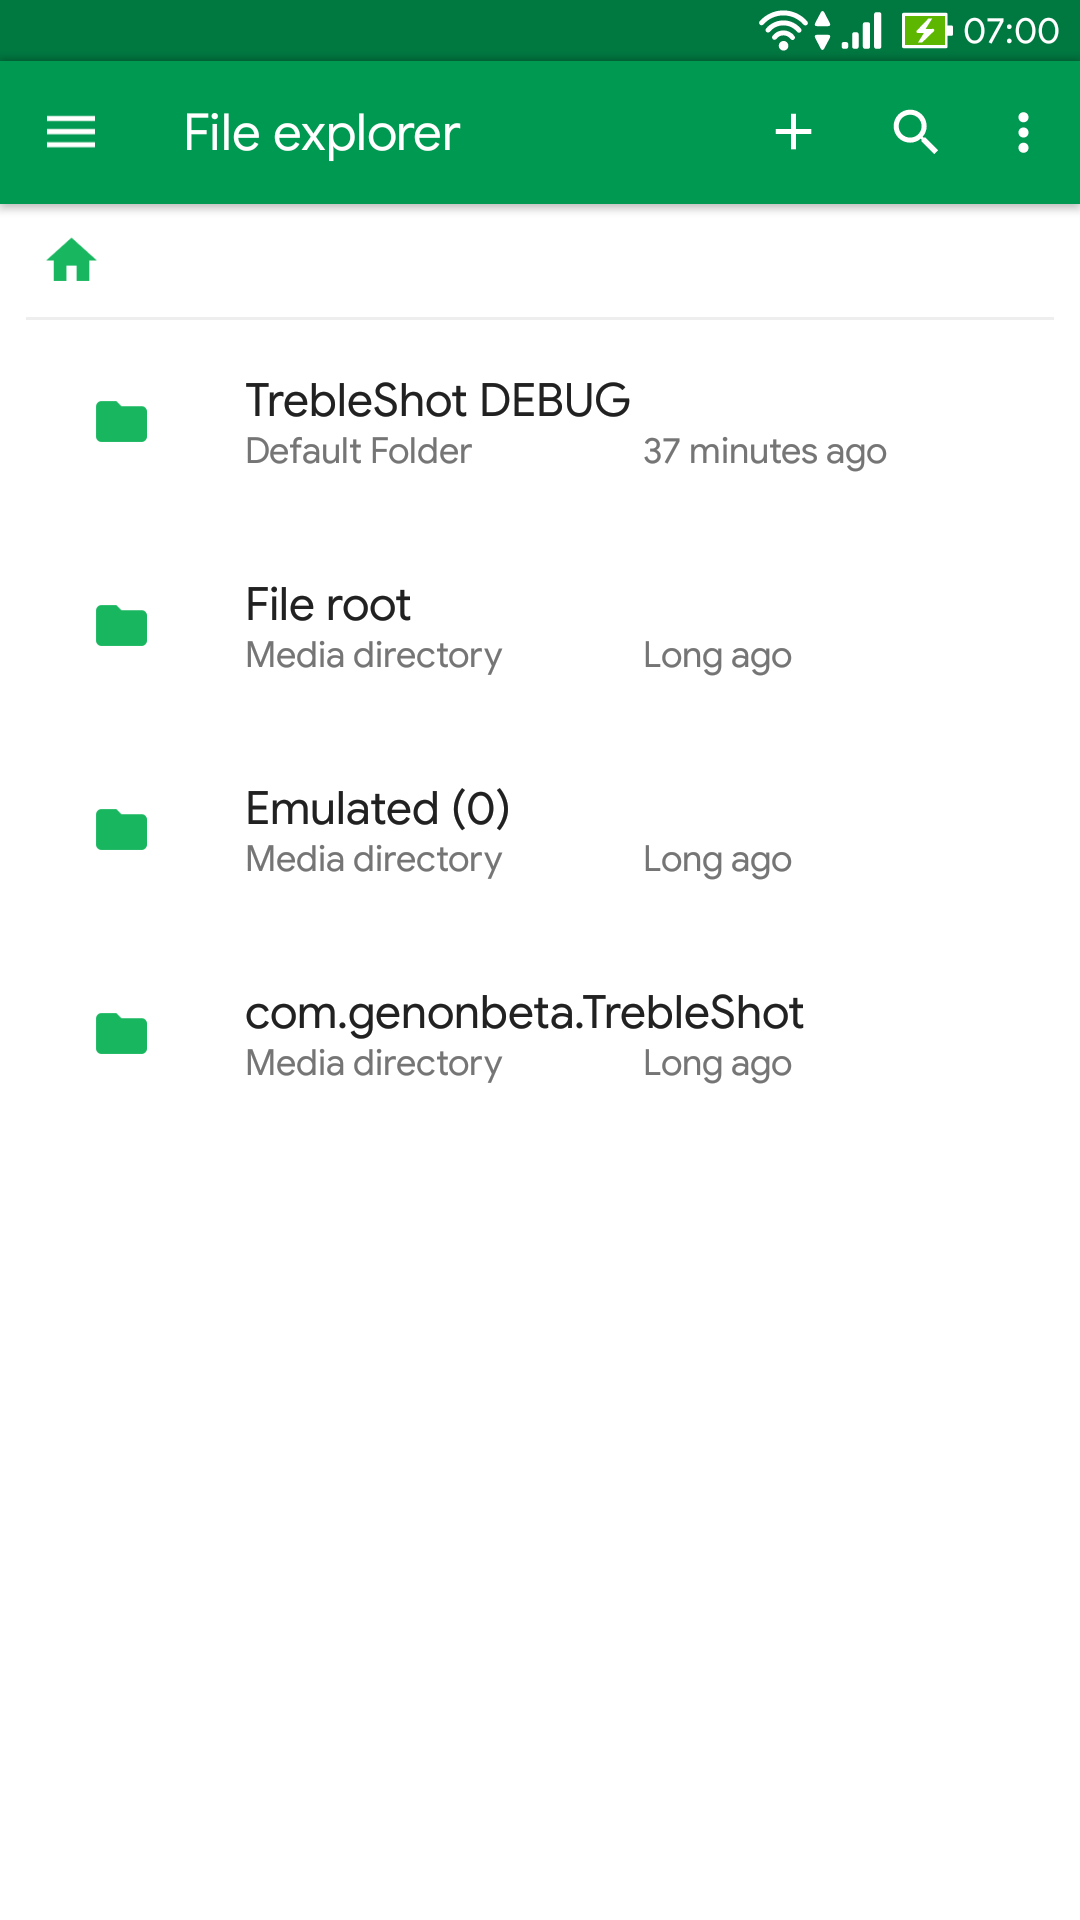 07:00
File explorer
TrebleShot DEBUG
Default Folder 37 minutes ago
File root
Media directory Long ago
Emulated (0)
Media directory Long ago
com.genonbeta.TrebleShot
Media directory Long ago